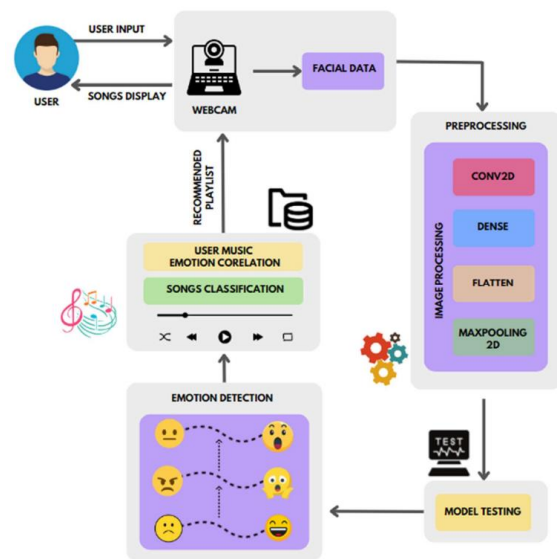 USER INPUT
USER
SONGS DISPLAY
WEBCAM
FACIAL DATA
PREPROCESSING
IMAGE PROCESSING
CONV2D
DENSE
FLATTEN
MAXPOOLING
2D
RECOMMENDED
PLAYLIST
USER MUSIC
EMOTION CORELATION
SONGS CLASSIFICATION
EMOTION DETECTION
TEST
MODEL TESTING